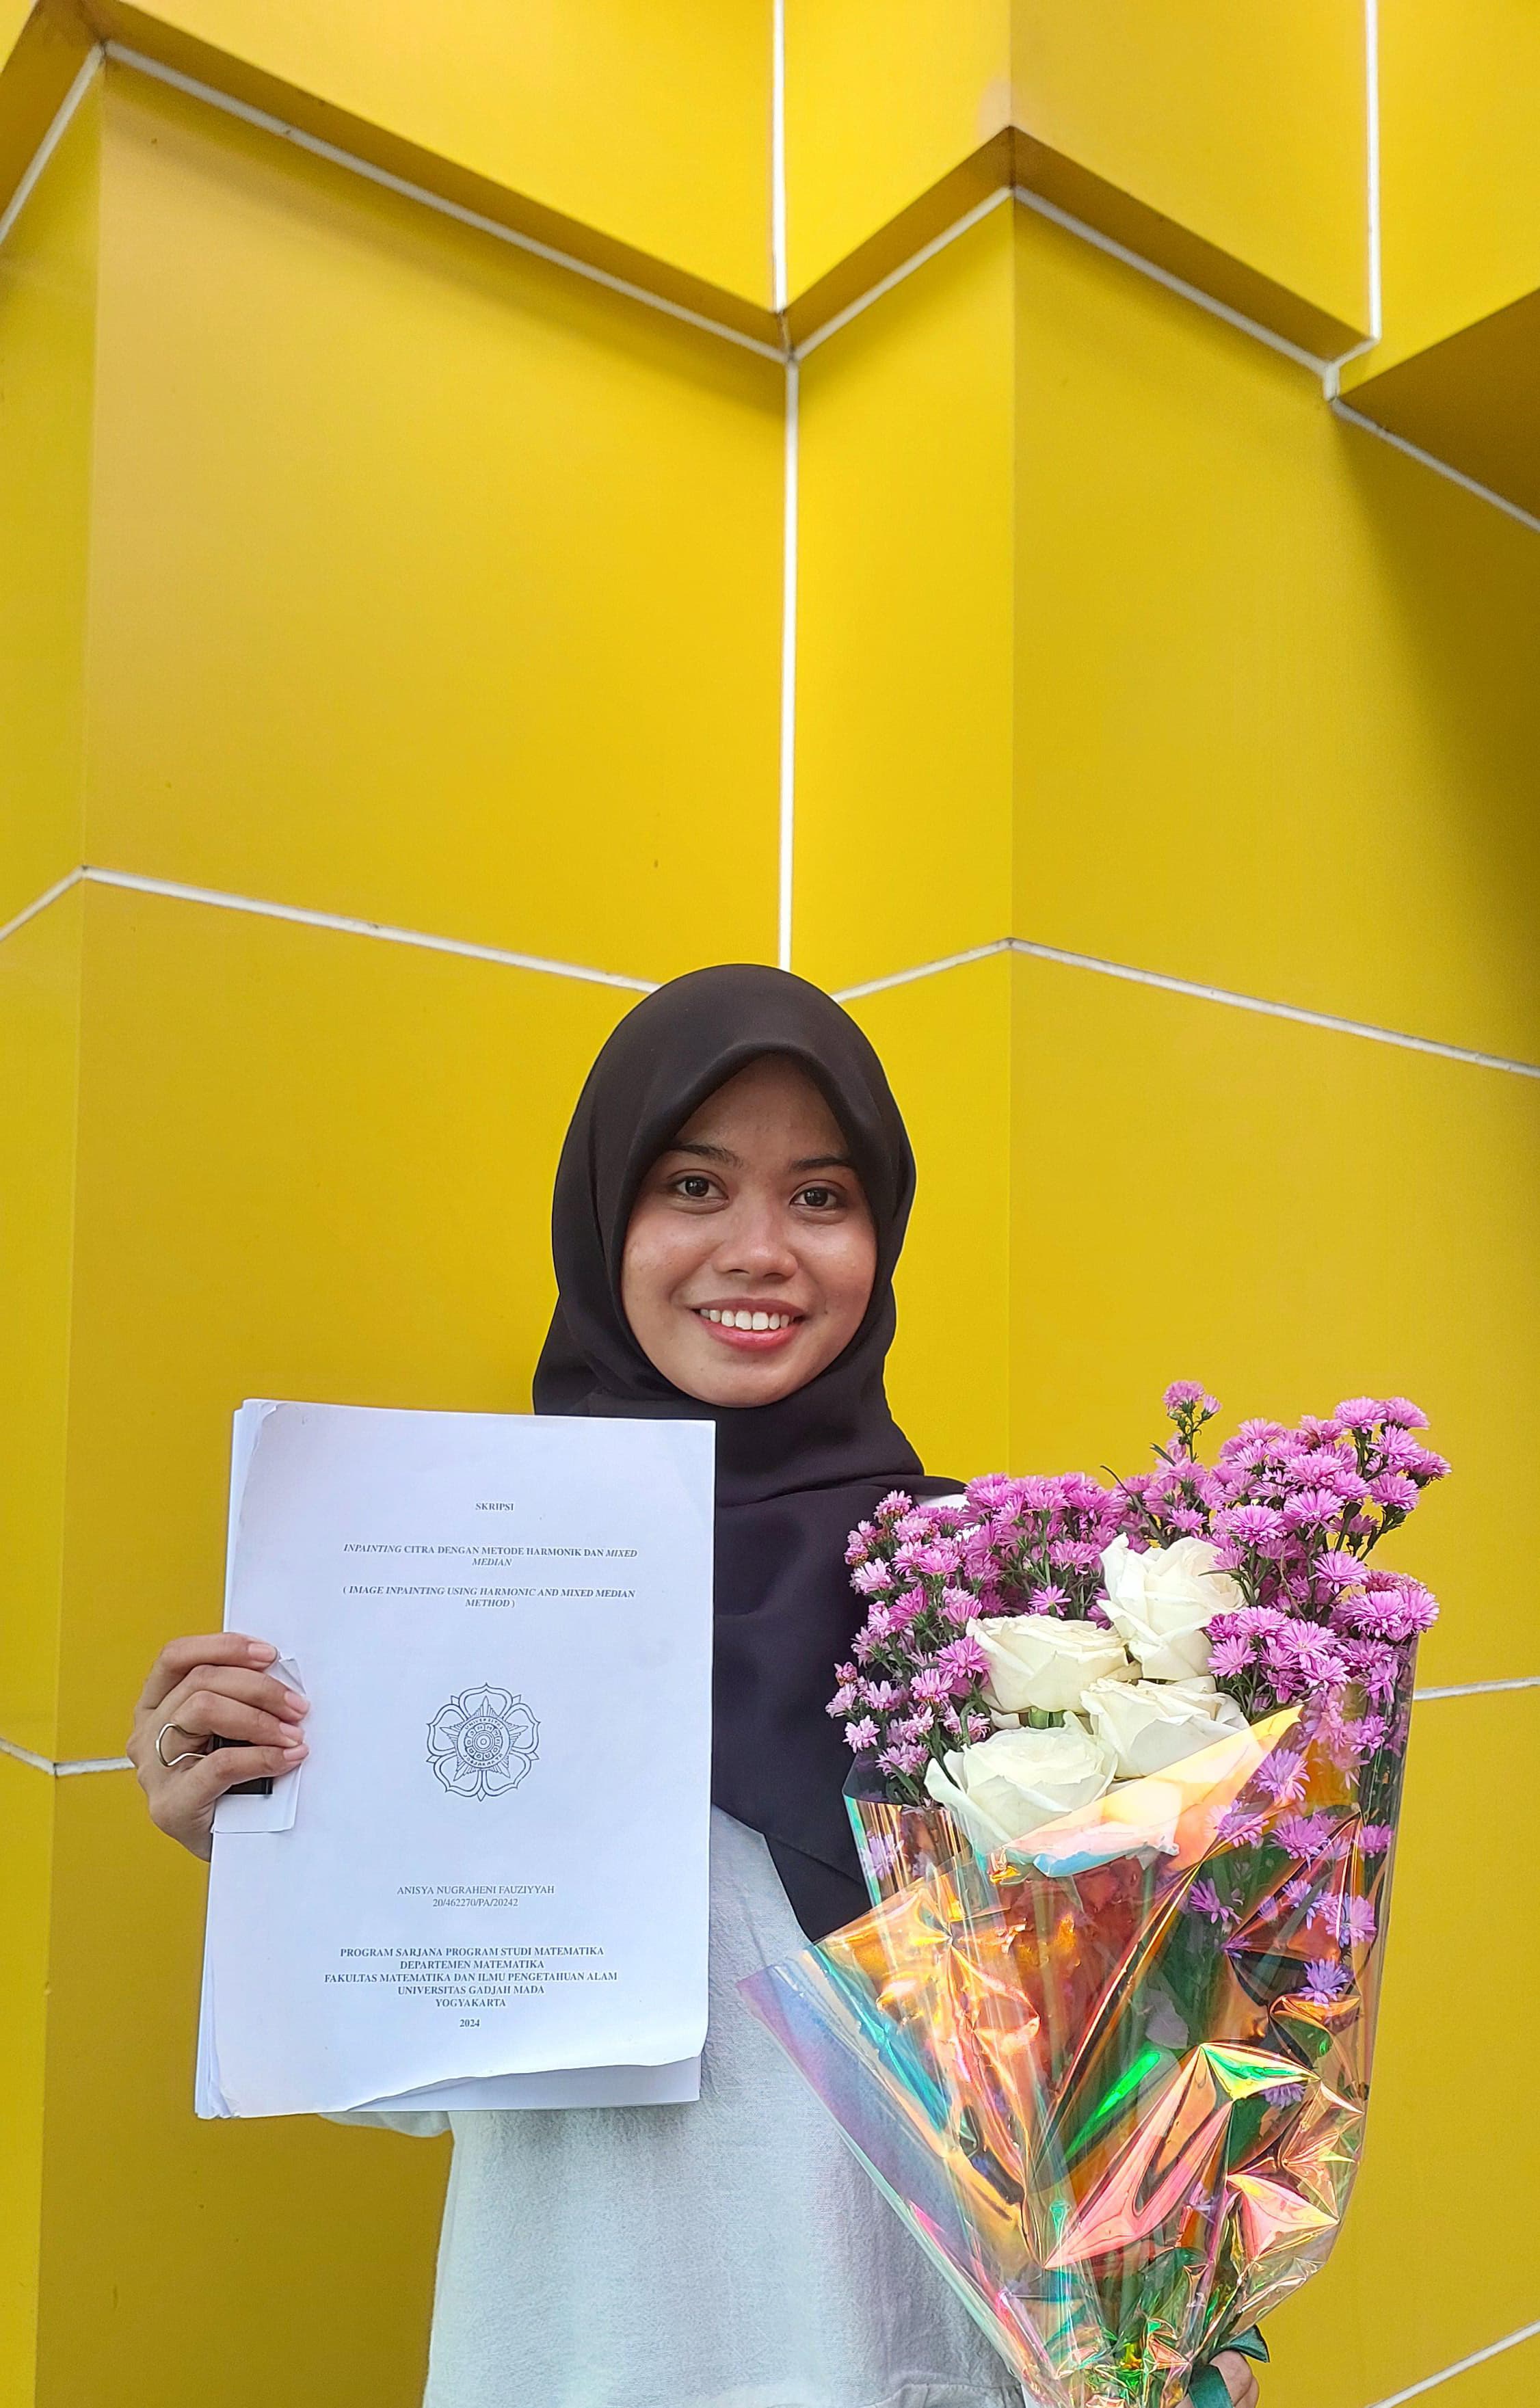 SKRIPSI
INPAINTING CITRA DENGAN METODE HARMONIK DAN MIXED
MEDIAN
( IMAGE INPAINTING USING HARMONIC AND MIXED MEDIAN
METHOD )
ANISYA NUGRAHENI FAUZIYYAH
20/462270/PA/20242
PROGRAM SARJANA PROGRAM STUDI MATEMATIKA
DEPARTEMEN MATEMATIKA
FAKULTAS MATEMATIKA DAN ILMU PENGETAHUAN ALAM
UNIVERSITAS GADJAH MADA
YOGYAKARTA
2024